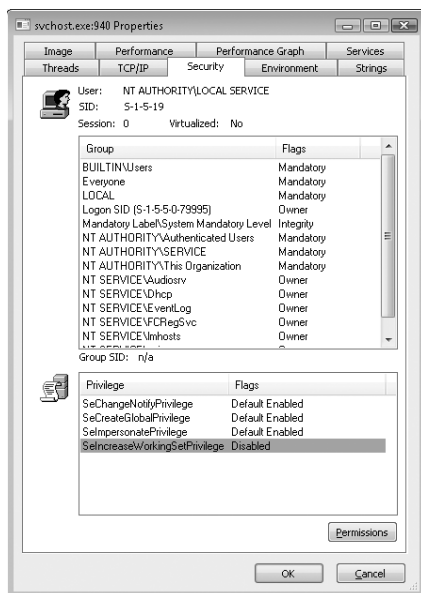 svchost.exe:940 Properties
Image Performance Performance Graph Services
Threads TCP/IP Security Environment Strings
User: NT AUTHORITY\LOCAL SERVICE
SID: S-1-5-19
Session: 0 Virtualized: No
Group Flags
BUILTIN\Users Mandatory
Everyone Mandatory
LOCAL Mandatory
Logon SID (S-1-5-5-0-79995) Owner
Mandatory Label\System Mandatory Level Integrity
NT AUTHORITY\Authenticated Users Mandatory
NT AUTHORITY\SERVICE Mandatory
NT AUTHORITY\This Organization Mandatory
NT SERVICE\Audiosrv Owner
NT SERVICE\Dhcp Owner
NT SERVICE\EventLog Owner
NT SERVICE\FCRegSvc Owner
NT SERVICE\lmhosts Owner
Group SID: n/a
Privilege Flags
SeChangeNotifyPrivilege Default Enabled
SeCreateGlobalPrivilege Default Enabled
SeImpersonatePrivilege Default Enabled
SeIncreaseWorkingSetPrivilege Disabled
Permissions
OK Cancel